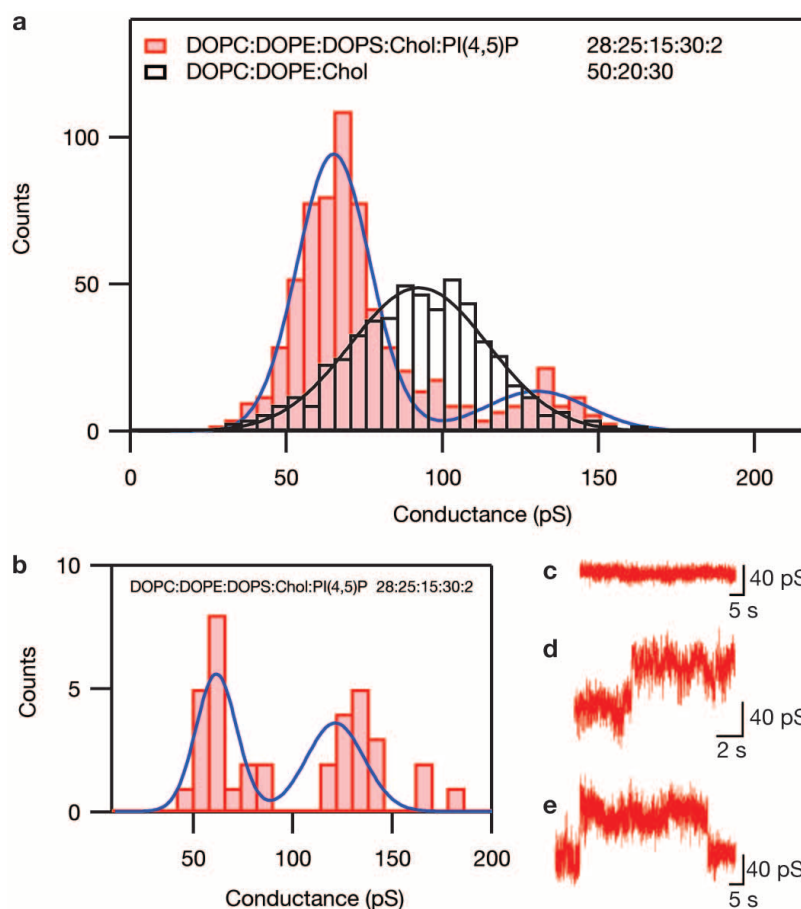 a
DOPC:DOPE:DOPS:Chol:PI(4,5)P 28:25:15:30:2
DOPC:DOPE:Chol 50:20:30
100
50
0
Counts
0 50 100 150 200
Conductance (pS)
b
10
DOPC:DOPE:DOPS:Chol:PI(4,5)P 28:25:15:30:2
5
0
Counts
50 100 150 200
Conductance (pS)
c
40 pS
5 s
d
40 pS
2 s
e
40 pS
5 s